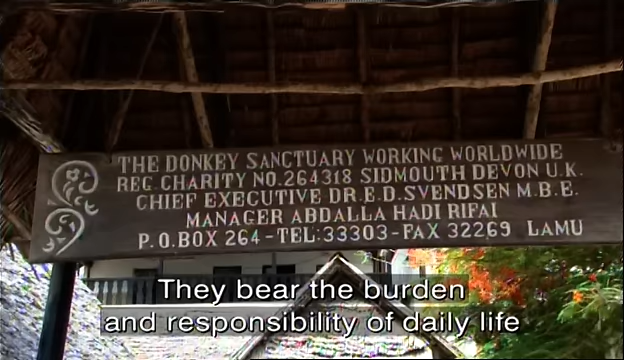 THE DONKEY SANCTUARY WORKING WORLDWIDE
REG. CHARITY NO. 264318 SIDMOUTH DEVON U.K.
CHIEF EXECUTIVE DR. E. D. SVENDSEN M.B.E.
MANAGER ABDALLA HADI RIFAI
P.O.BOX 264-TEL:33303-FAX 32269 LAMU
They bear the burden
and responsibility of daily life